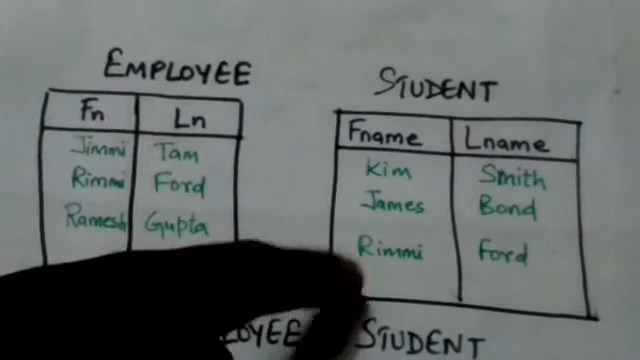 EMPLOYEE
Fn Ln
Jimmi Tam
Rimmi Ford
Ramesh Gupta
STUDENT
Fname Lname
Kim Smith
James Bond
Rimmi Ford
STUDENT